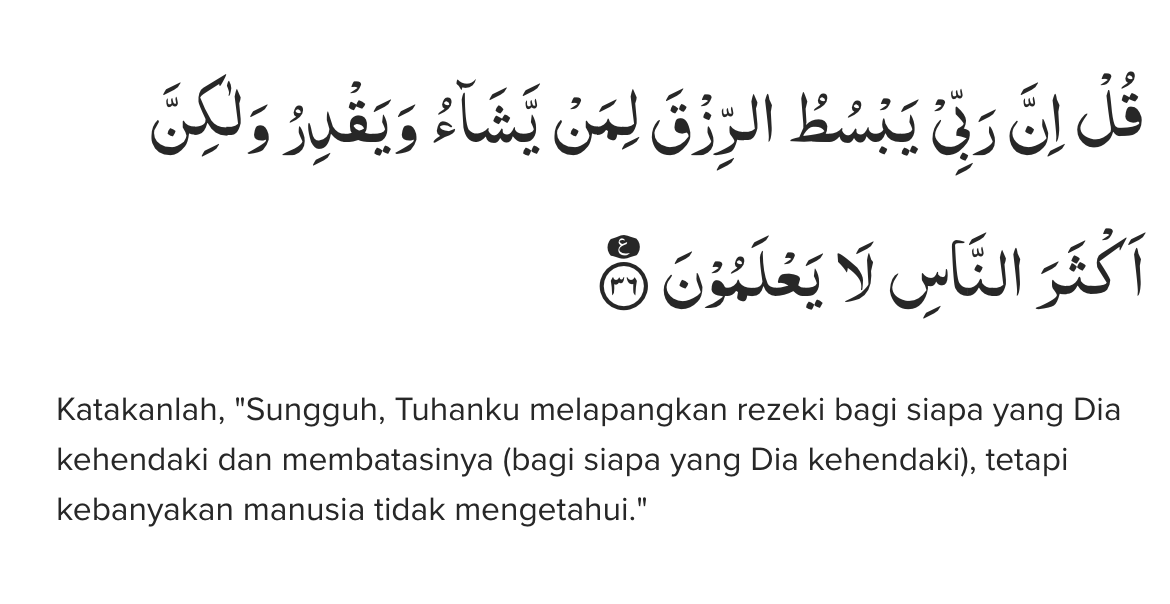 قُلْ اِنَّ رَبِّيْ يَبْسُطُ الرِّزْقَ لِمَنْ يَّشَاۤءُ وَيَقْدِرُ وَلٰكِنَّ
اَكْثَرَ النَّاسِ لَا يَعْلَمُوْنَ ࣖ ٣٦
Katakanlah, "Sungguh, Tuhanku melapangkan rezeki bagi siapa yang Dia
kehendaki dan membatasinya (bagi siapa yang Dia kehendaki), tetapi
kebanyakan manusia tidak mengetahui."